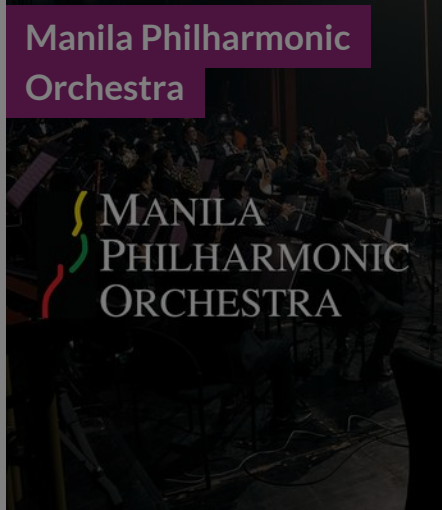 Manila Philharmonic
Orchestra
MANILA
PHILHARMONIC
ORCHESTRA